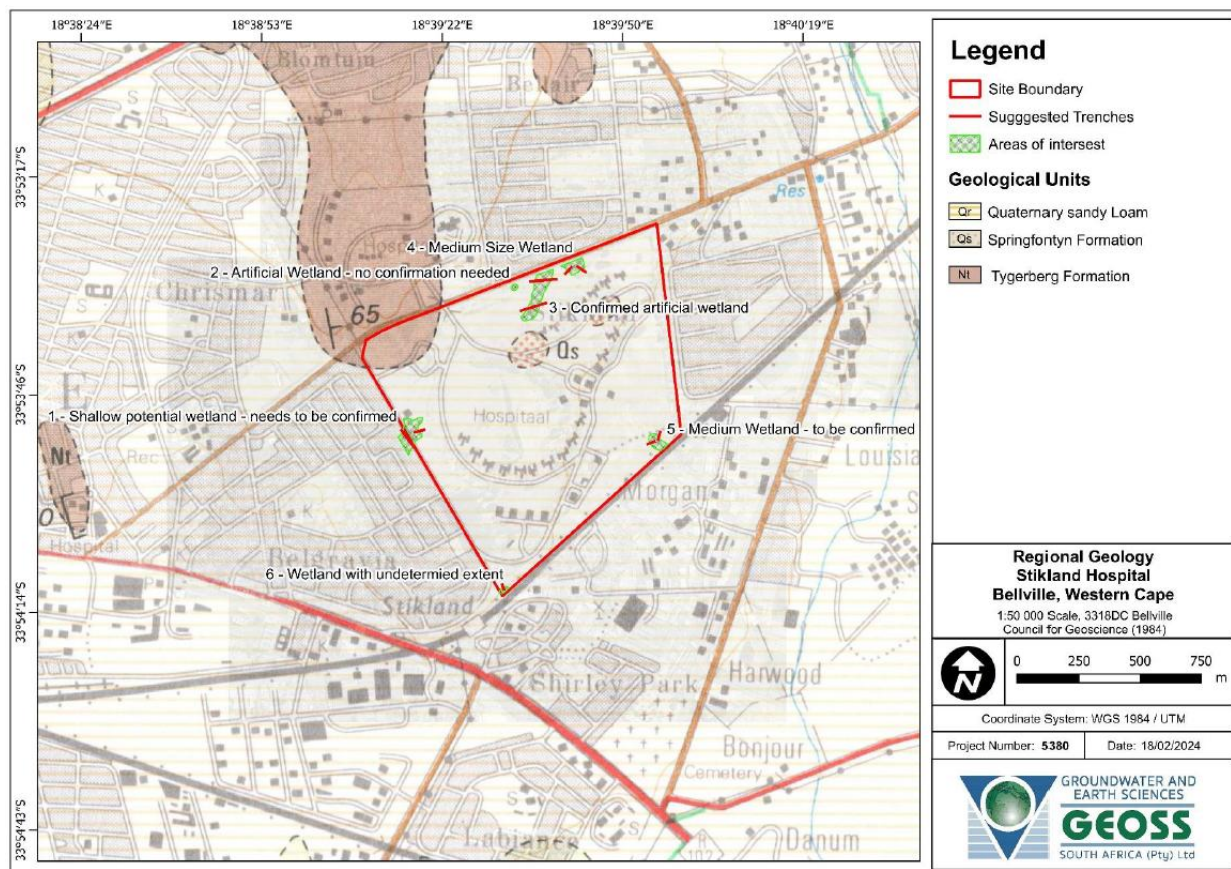 18°38'24"E
18°38'53"E
18°39'22"E
18°39'50"E
18°40'19"E
33°53'17"S
33°53'46"S
33°54'14"S
33°54'43"S
Blomtuin
Bellair
Res
Hospitaal
4 - Medium Size Wetland
2 - Artificial Wetland - no confirmation needed
Chrismar
3 - Confirmed artificial wetland
65
Qs
E
1 - Shallow potential wetland - needs to be confirmed
Hospitaal
5 - Medium Wetland - to be confirmed
Nt
Rec
Louisia
Morgan
0
Hospital
Belgravia
6 - Wetland with undetermied extent
Stikland
Shirley Park
Harwood
Bonjour
Cemetery
Labiance
Danum
R
102
Legend
Site Boundary
Sugggested Trenches
Areas of intersest
Geological Units
Qr Quaternary sandy Loam
Qs Springfontyn Formation
Nt Tygerberg Formation
Regional Geology
Stikland Hospital
Bellville, Western Cape
1:50 000 Scale, 3318DC Bellville
Council for Geoscience (1984)
N
0 250 500 750
m
Coordinate System: WGS 1984 / UTM
Project Number: 5380 Date: 18/02/2024
GROUNDWATER AND
EARTH SCIENCES
GEOSS
SOUTH AFRICA (Pty) Ltd